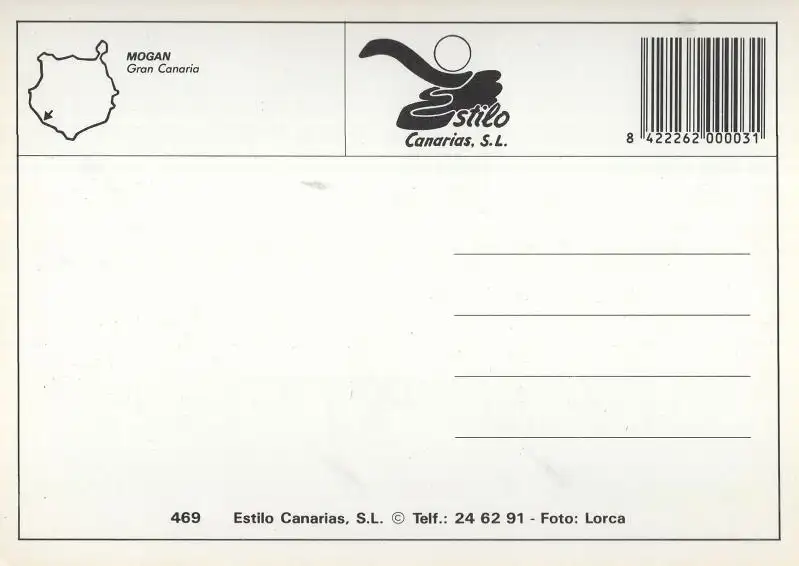 MOGAN
Gran Canaria
Estilo
Canarias, S.L.
8 422262 000031
469 Estilo Canarias, S.L. © Telf.: 24 62 91 - Foto: Lorca